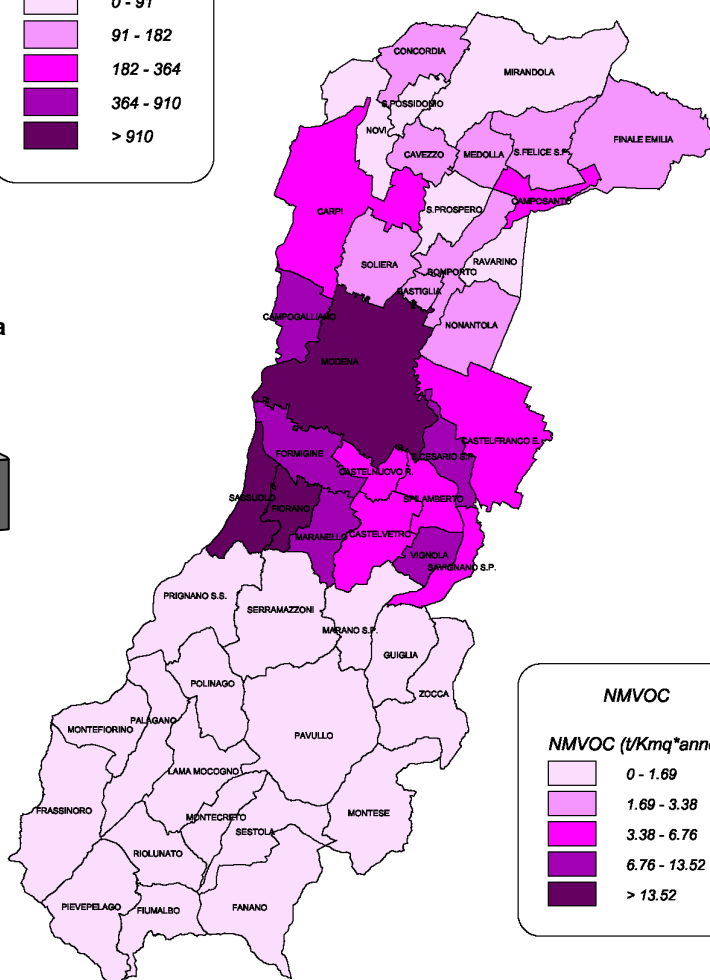 0 - 91
91 - 182
182 - 364
364 - 910
> 910
a
CONCORDIA
MIRANDOLA
S.POSSIDONIO
NOVI
FINALE EMILIA
CAVEZZO
MEDOLLA
S.FELICE S.P.
CAMPOSANTO
CARPI
S.PROSPERO
SOLIERA
RAVARINO
BOMPORTO
BASTIGLIA
CAMPOGALLIANO
NONANTOLA
MODENA
CASTELFRANCO E.
FORMIGINE
S.CESARIO S.P.
CASTELNUOVO R.
SASSUOLO
SPILAMBERTO
FIORANO
MARANELLO
CASTELVETRO
VIGNOLA
SAVIGNANO S.P.
PRIGNANO S.S.
SERRAMAZZONI
MARANO S.P.
GUIGLIA
POLINAGO
ZOCCA
PALAGANO
MONTEFIORINO
PAVULLO
LAMA MOCOGNO
FRASSINORO
MONTECRETO
MONTESE
SESTOLA
RIOLUNATO
PIEVEPELAGO
FIUMALBO
FANANO
NMVOC
NMVOC (t/Kmq*anno
0 - 1.69
1.69 - 3.38
3.38 - 6.76
6.76 - 13.52
> 13.52